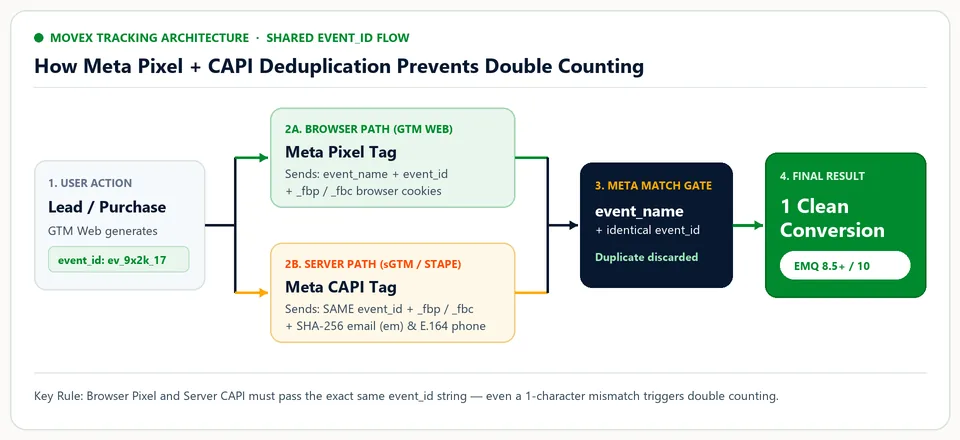 MOVEX TRACKING ARCHITECTURE · SHARED EVENT_ID FLOW
How Meta Pixel + CAPI Deduplication Prevents Double Counting
1. USER ACTION
Lead / Purchase
GTM Web generates
event_id: ev_9x2k_17
2A. BROWSER PATH (GTM WEB)
Meta Pixel Tag
Sends: event_name + event_id
+ _fbp / _fbc browser cookies
2B. SERVER PATH (sGTM / STAPE)
Meta CAPI Tag
Sends: SAME event_id + _fbp / _fbc
+ SHA-256 email (em) & E.164 phone
3. META MATCH GATE
event_name
+ identical event_id
Duplicate discarded
4. FINAL RESULT
1 Clean
Conversion
EMQ 8.5+ / 10
Key Rule: Browser Pixel and Server CAPI must pass the exact same event_id string — even a 1-character mismatch triggers double counting.